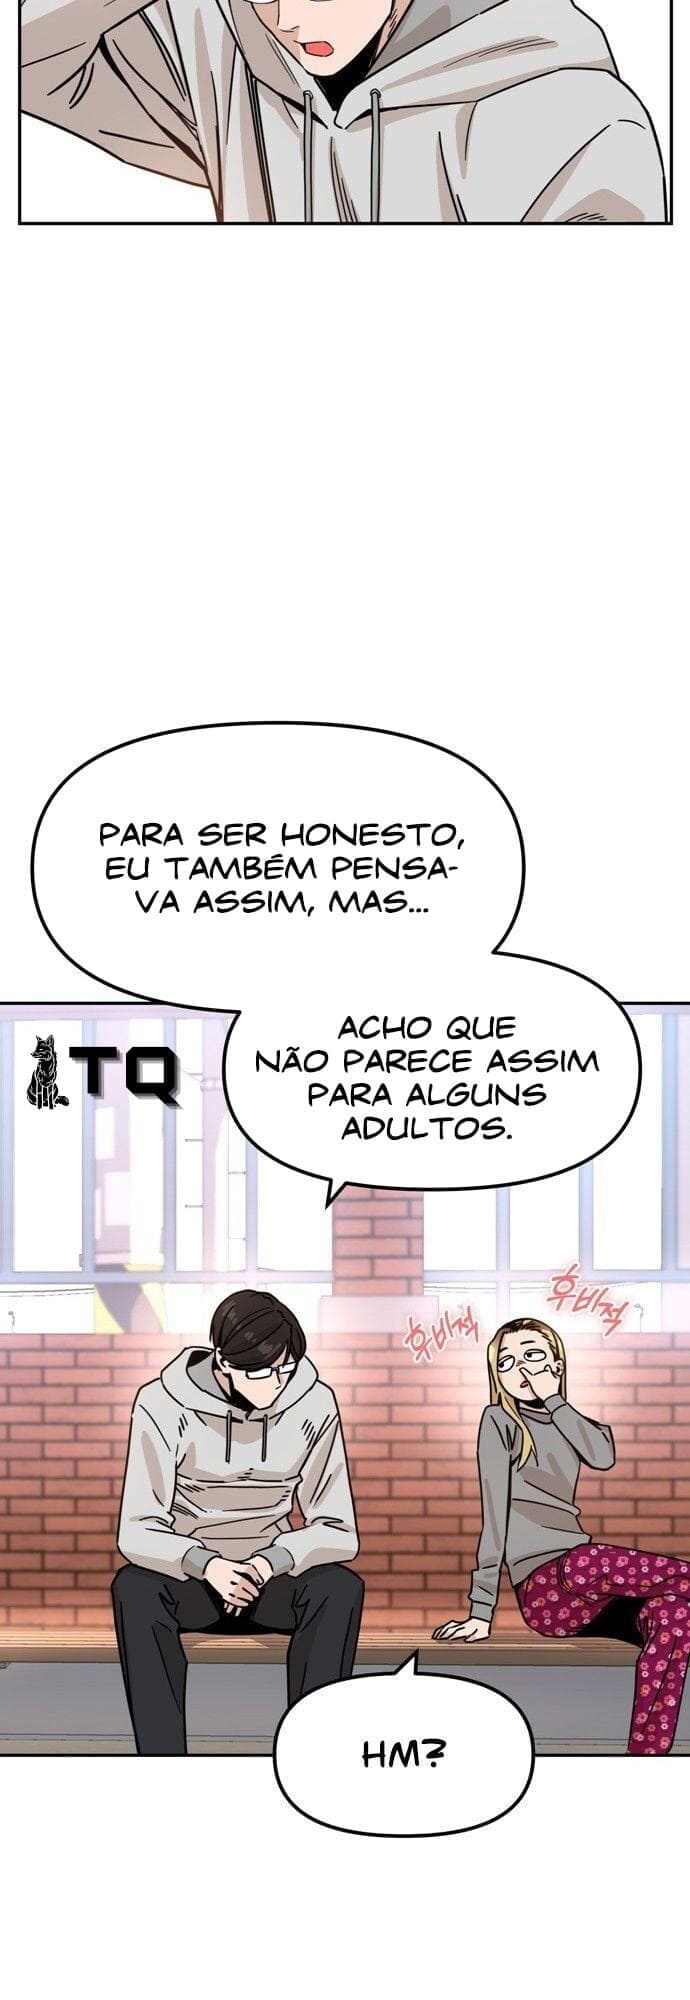 PARA SER HONESTO,
EU TAMBÉM PENSA-
VA ASSIM, MAS...
ACHO QUE
NÃO PARECE ASSIM
PARA ALGUNS
ADULTOS.
TQ
후비적
후비적
HM?